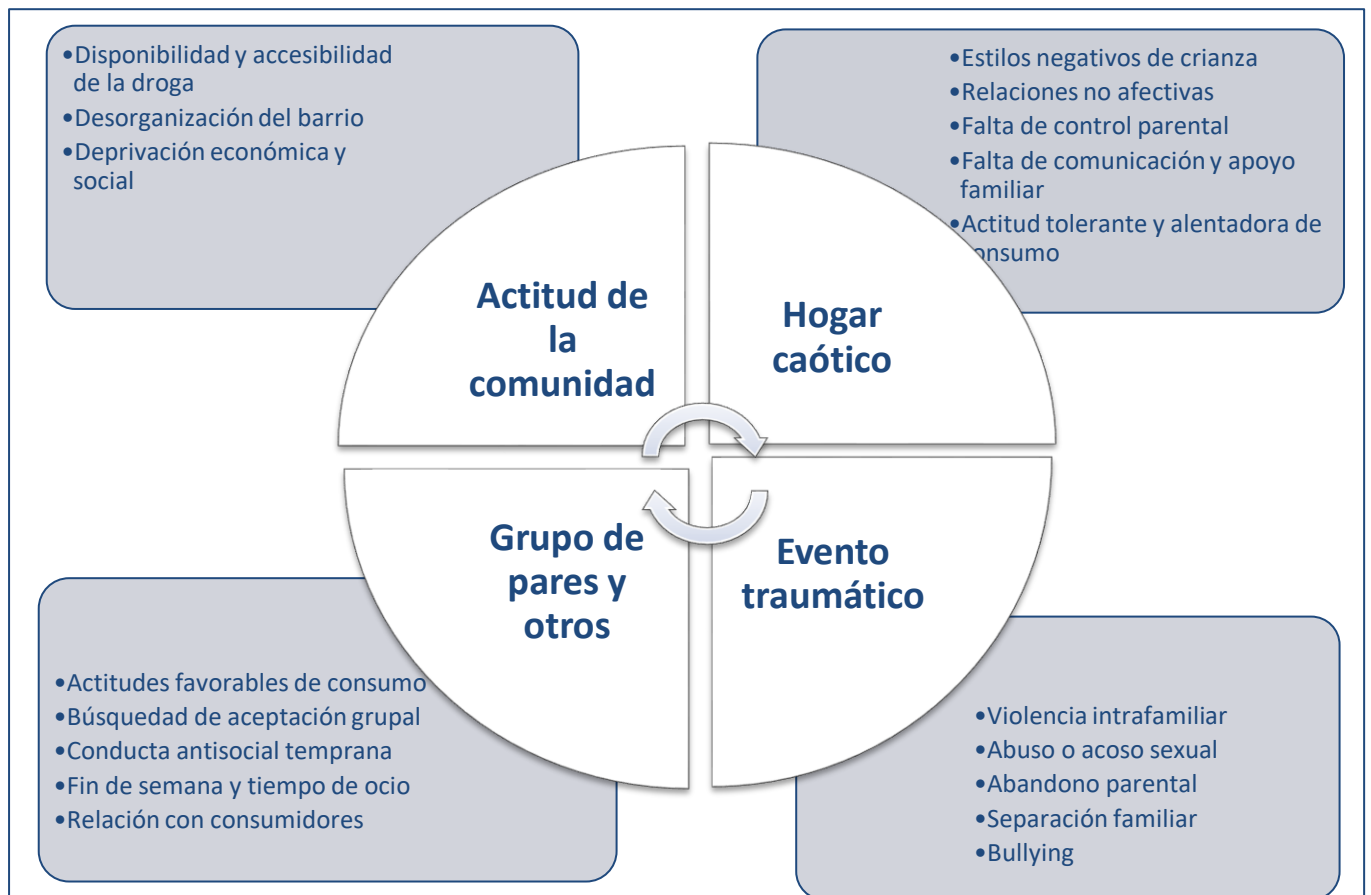 •Disponibilidad y accesibilidad
de la droga
•Desorganización del barrio
•Deprivación económica y
social
•Estilos negativos de crianza
•Relaciones no afectivas
•Falta de control parental
•Falta de comunicación y apoyo
familiar
•Actitud tolerante y alentadora de
consumo
Actitud de
la
comunidad
Hogar
caótico
Grupo de
pares y
otros
Evento
traumático
•Actitudes favorables de consumo
•Búsquedad de aceptación grupal
•Conducta antisocial temprana
•Fin de semana y tiempo de ocio
•Relación con consumidores
•Violencia intrafamiliar
•Abuso o acoso sexual
•Abandono parental
•Separación familiar
•Bullying